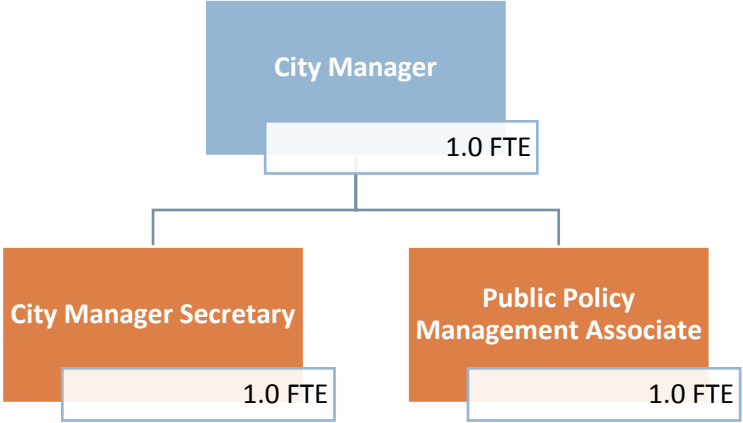 City Manager
1.0 FTE
City Manager Secretary
1.0 FTE
Public Policy
Management Associate
1.0 FTE